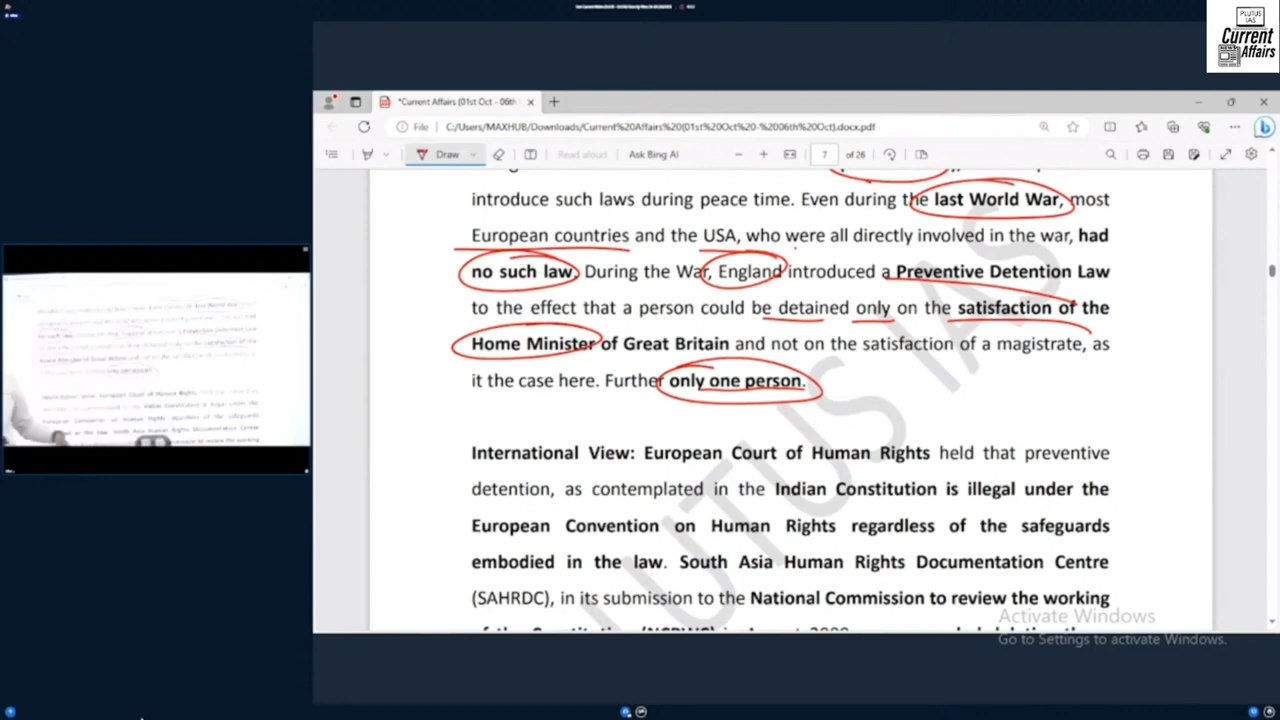 PLUTUS
IAS
Current
NEWS
Affairs
*Current Affairs (01st Oct - 06th
File C:/Users/MAXHUB/Downloads/Current%20Affairs%20(01st%20Oct%20-%2006th%20Oct).docx.pdf
Draw Read aloud Ask Bing AI 7 of 26
introduce such laws during peace time. Even during the last World War, most
European countries and the USA, who were all directly involved in the war, had
no such law. During the War, England introduced a Preventive Detention Law
to the effect that a person could be detained only on the satisfaction of the
Home Minister of Great Britain and not on the satisfaction of a magistrate, as
it the case here. Further only one person.
International View: European Court of Human Rights held that preventive
detention, as contemplated in the Indian Constitution is illegal under the
European Convention on Human Rights regardless of the safeguards
embodied in the law. South Asia Human Rights Documentation Centre
(SAHRDC), in its submission to the National Commission to review the working
Activate Windows
Go to Settings to activate Windows.
LUTUS IAS